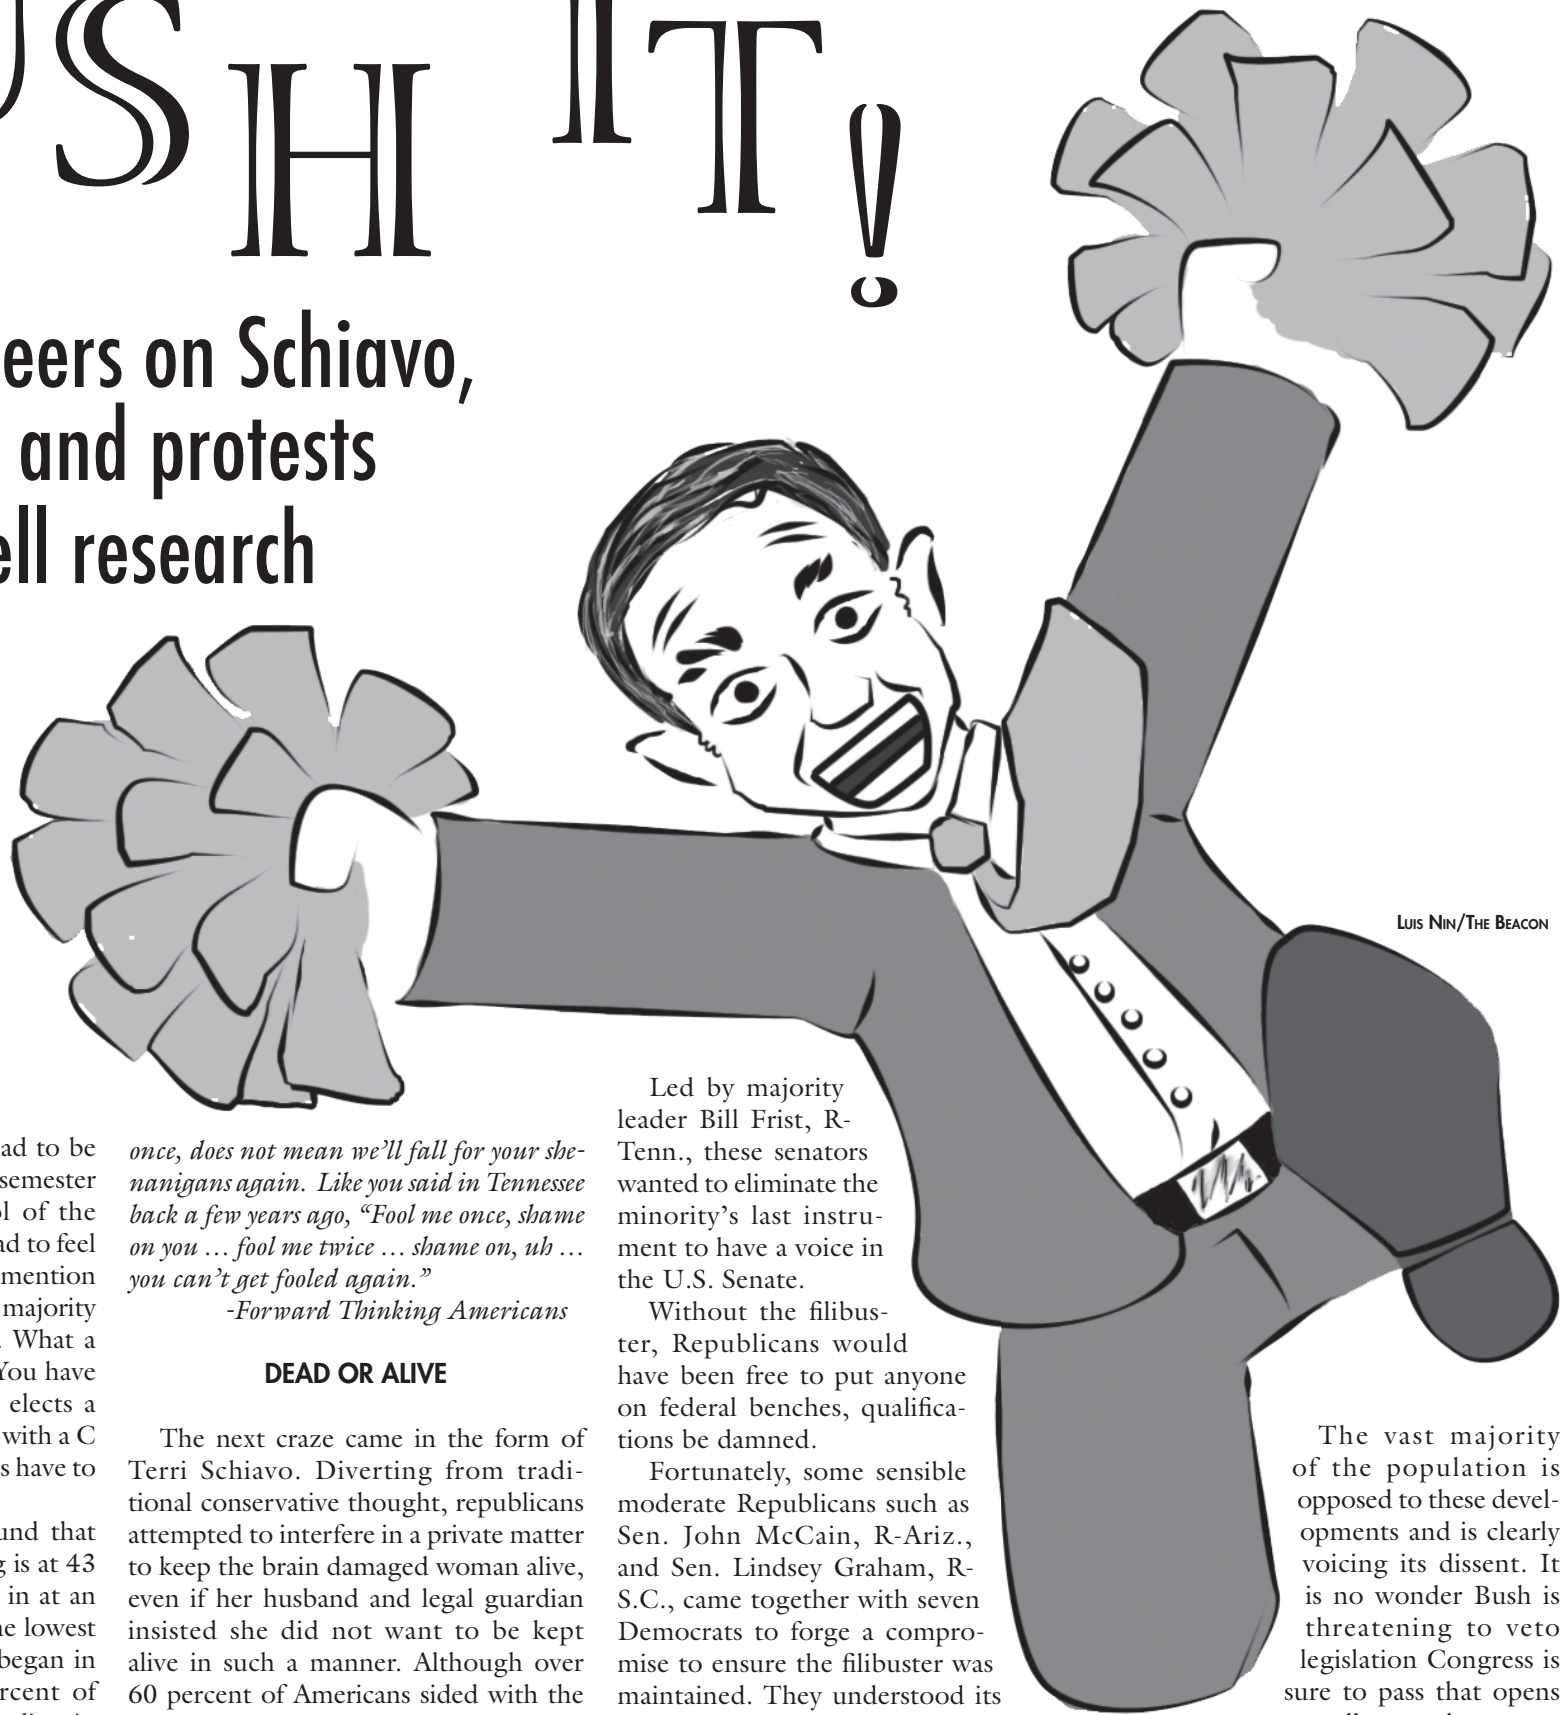 USH IT!
eers on Schiavo,
and protests
ell research
Luis Nin/The Beacon
ad to be
semester
ol of the
ad to feel
mention
majority
. What a
You have
elects a
with a C
s have to
und that
g is at 43
in at an
he lowest
began in
rcent of
once, does not mean we'll fall for your she-
nanigans again. Like you said in Tennessee
back a few years ago, “Fool me once, shame
on you … fool me twice … shame on, uh …
you can't get fooled again.”
-Forward Thinking Americans
DEAD OR ALIVE
The next craze came in the form of
Terri Schiavo. Diverting from tradi-
tional conservative thought, republicans
attempted to interfere in a private matter
to keep the brain damaged woman alive,
even if her husband and legal guardian
insisted she did not want to be kept
alive in such a manner. Although over
60 percent of Americans sided with the
Led by majority
leader Bill Frist, R-
Tenn., these senators
wanted to eliminate the
minority's last instru-
ment to have a voice in
the U.S. Senate.
Without the filibus-
ter, Republicans would
have been free to put anyone
on federal benches, qualifica-
tions be damned.
Fortunately, some sensible
moderate Republicans such as
Sen. John McCain, R-Ariz.,
and Sen. Lindsey Graham, R-
S.C., came together with seven
Democrats to forge a compro-
mise to ensure the filibuster was
maintained. They understood its
The vast majority
of the population is
opposed to these devel-
opments and is clearly
voicing its dissent. It
is no wonder Bush is
threatening to veto
legislation Congress is
sure to pass that opens